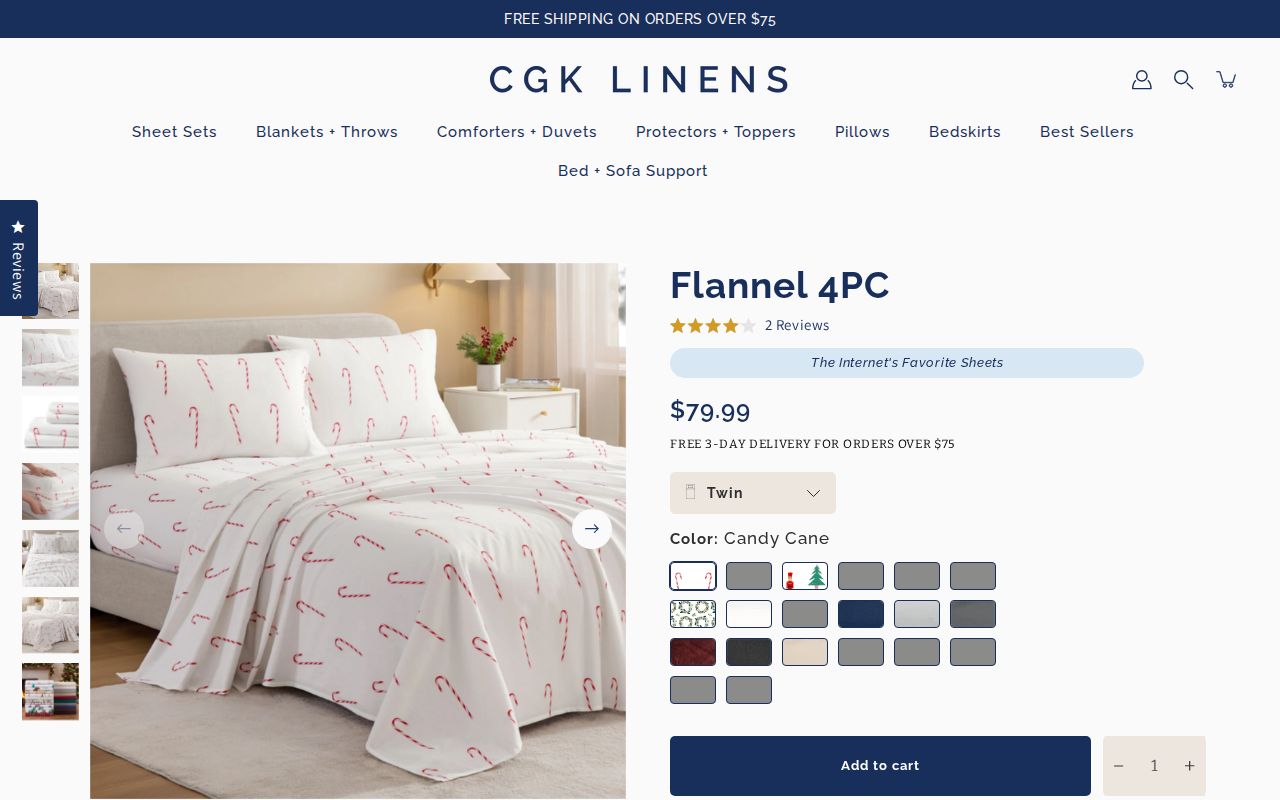 FREE SHIPPING ON ORDERS OVER $75
CGK LINENS
Sheet Sets
Blankets + Throws
Comforters + Duvets
Protectors + Toppers
Pillows
Bedskirts
Best Sellers
Bed + Sofa Support
Reviews
Flannel 4PC
2 Reviews
The Internet's Favorite Sheets
$79.99
FREE 3-DAY DELIVERY FOR ORDERS OVER $75
Twin
Color: Candy Cane
Add to cart
− 1 +